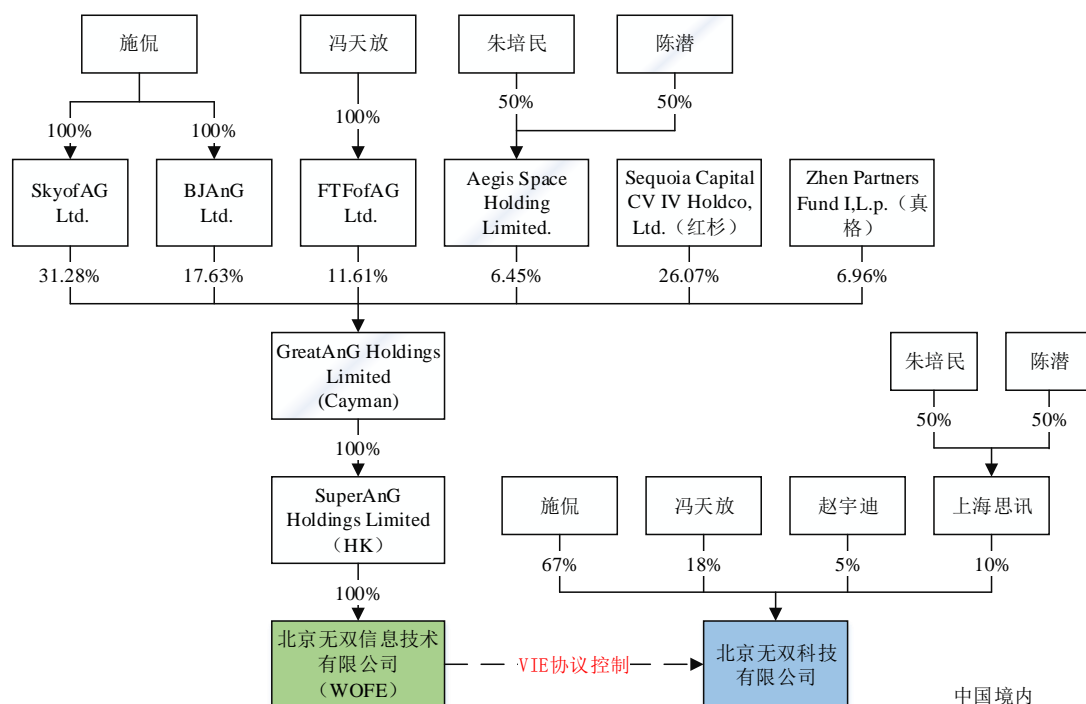 施侃
冯天放
朱培民
陈潜
100%
100%
100%
50%
50%
SkyofAG
Ltd.
BJAnG
Ltd.
FTFofAG
Ltd.
Aegis Space
Holding
Limited.
Sequoia Capital
CV IV Holdco,
Ltd.（红杉）
Zhen Partners
Fund I,L.p.（真
格）
31.28%
17.63%
11.61%
6.45%
26.07%
6.96%
GreatAnG Holdings
Limited
(Cayman)
朱培民
陈潜
50%
50%
100%
SuperAnG
Holdings Limited
（HK）
施侃
冯天放
赵宇迪
上海思讯
67%
18%
5%
10%
100%
北京无双信息技术
有限公司
（WOFE）
VIE协议控制
北京无双科技
有限公司
中国境内